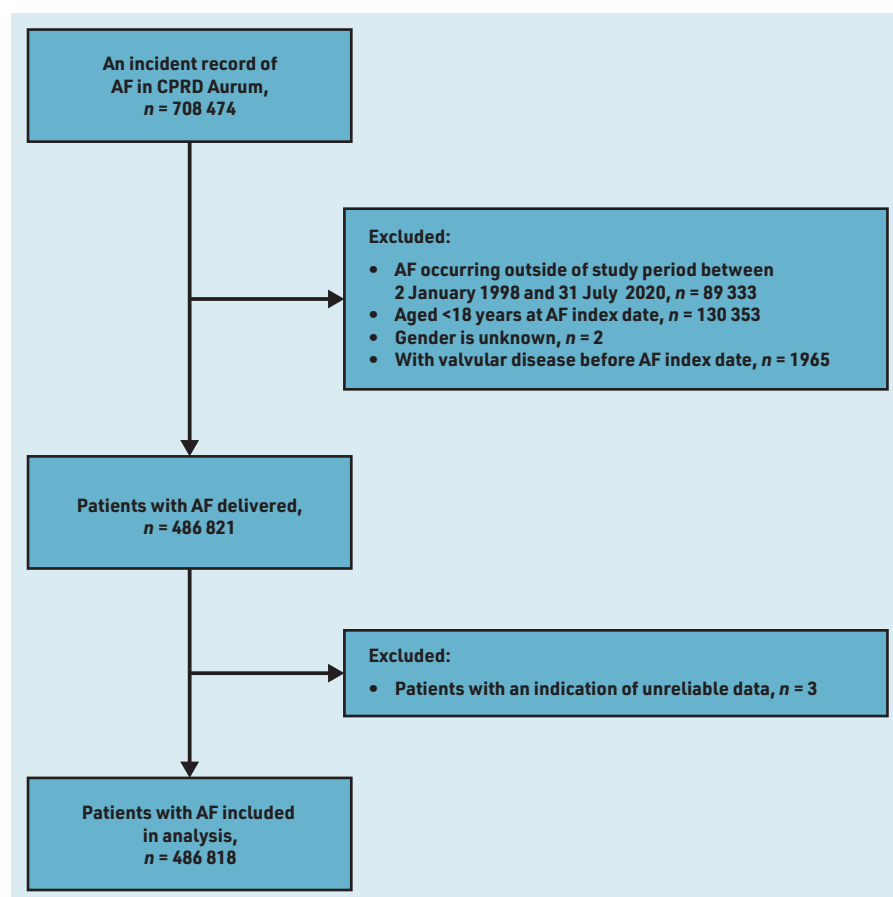 An incident record of
AF in CPRD Aurum,
n = 708 474
Excluded:
• AF occurring outside of study period between
2 January 1998 and 31 July 2020, n = 89 333
• Aged <18 years at AF index date, n = 130 353
• Gender is unknown, n = 2
• With valvular disease before AF index date, n = 1965
Patients with AF delivered,
n = 486 821
Excluded:
• Patients with an indication of unreliable data, n = 3
Patients with AF included
in analysis,
n = 486 818